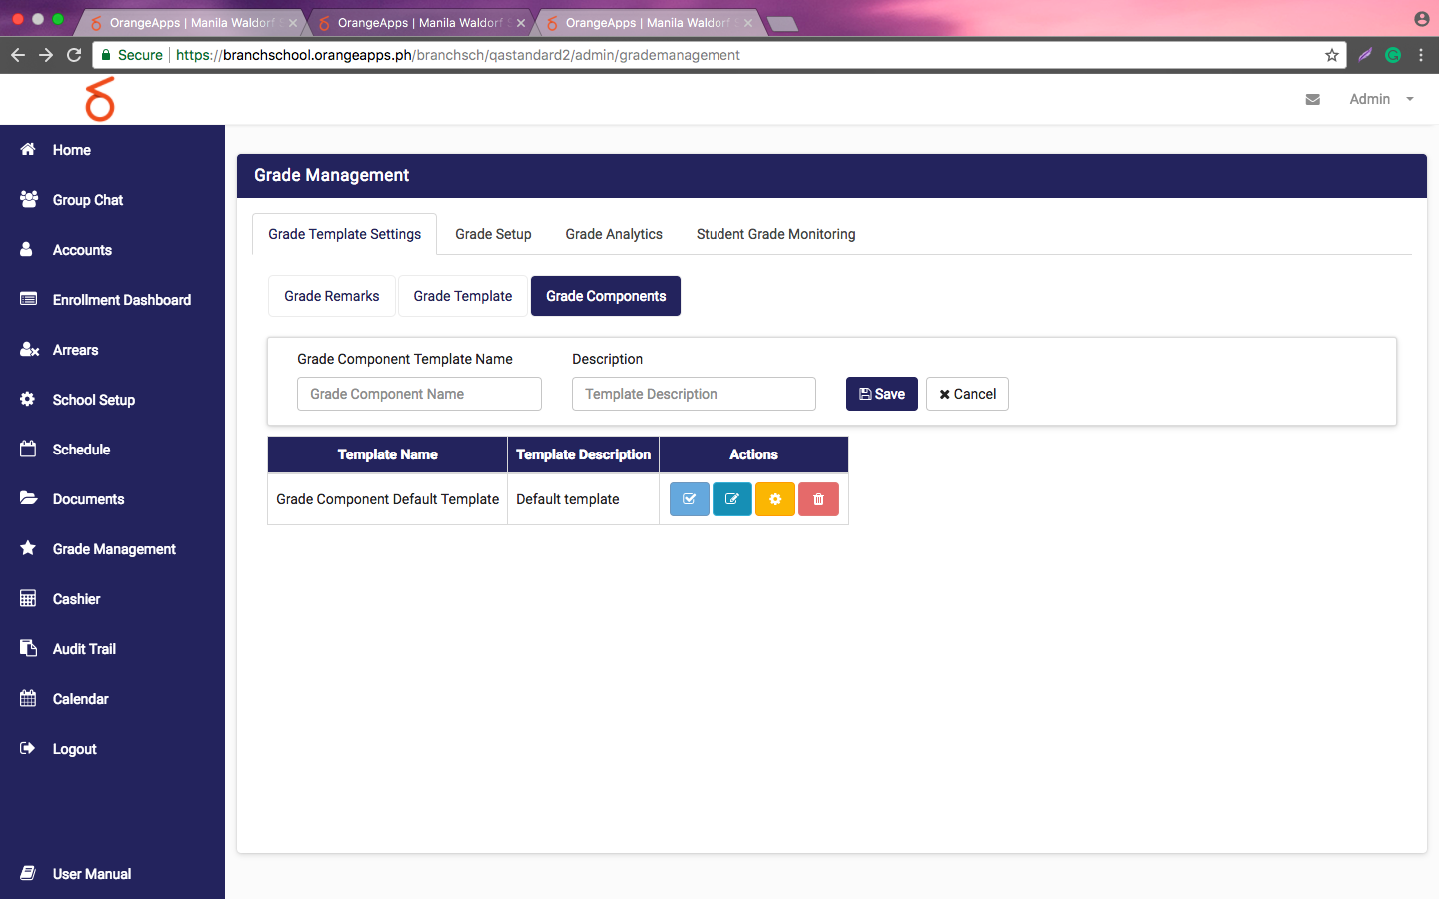 OrangeApps | Manila Waldorf S
OrangeApps | Manila Waldorf S
OrangeApps | Manila Waldorf S
Secure
https://branchschool.orangeapps.ph/branchsch/qastandard2/admin/grademanagement
Admin
Home
Group Chat
Accounts
Enrollment Dashboard
Arrears
School Setup
Schedule
Documents
Grade Management
Cashier
Audit Trail
Calendar
Logout
User Manual
Grade Management
Grade Template Settings
Grade Setup
Grade Analytics
Student Grade Monitoring
Grade Remarks
Grade Template
Grade Components
Grade Component Template Name
Description
Grade Component Name
Template Description
Save
Cancel
Template Name
Template Description
Actions
Grade Component Default Template
Default template